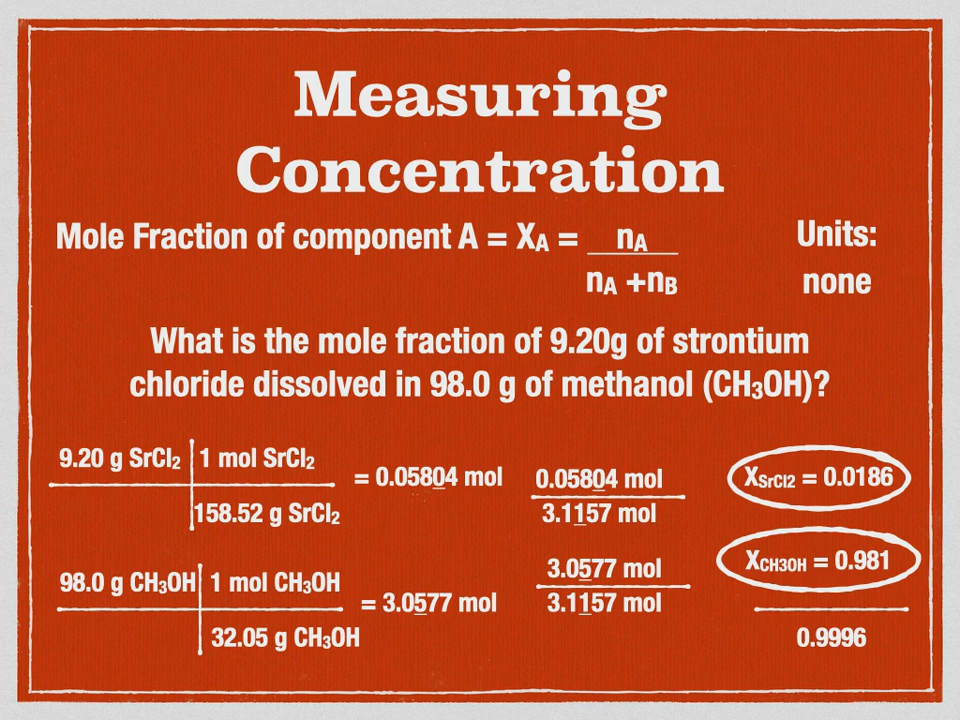 Measuring
Concentration
Mole Fraction of component A = XA = nA
nA +nB
Units:
none
What is the mole fraction of 9.20g of strontium
chloride dissolved in 98.0 g of methanol (CH3OH)?
9.20 g SrCl2 1 mol SrCl2
158.52 g SrCl2
= 0.05804 mol
0.05804 mol
3.1157 mol
XSrCl2 = 0.0186
98.0 g CH3OH 1 mol CH3OH
32.05 g CH3OH
= 3.0577 mol
3.0577 mol
3.1157 mol
XCH3OH = 0.981
0.9996